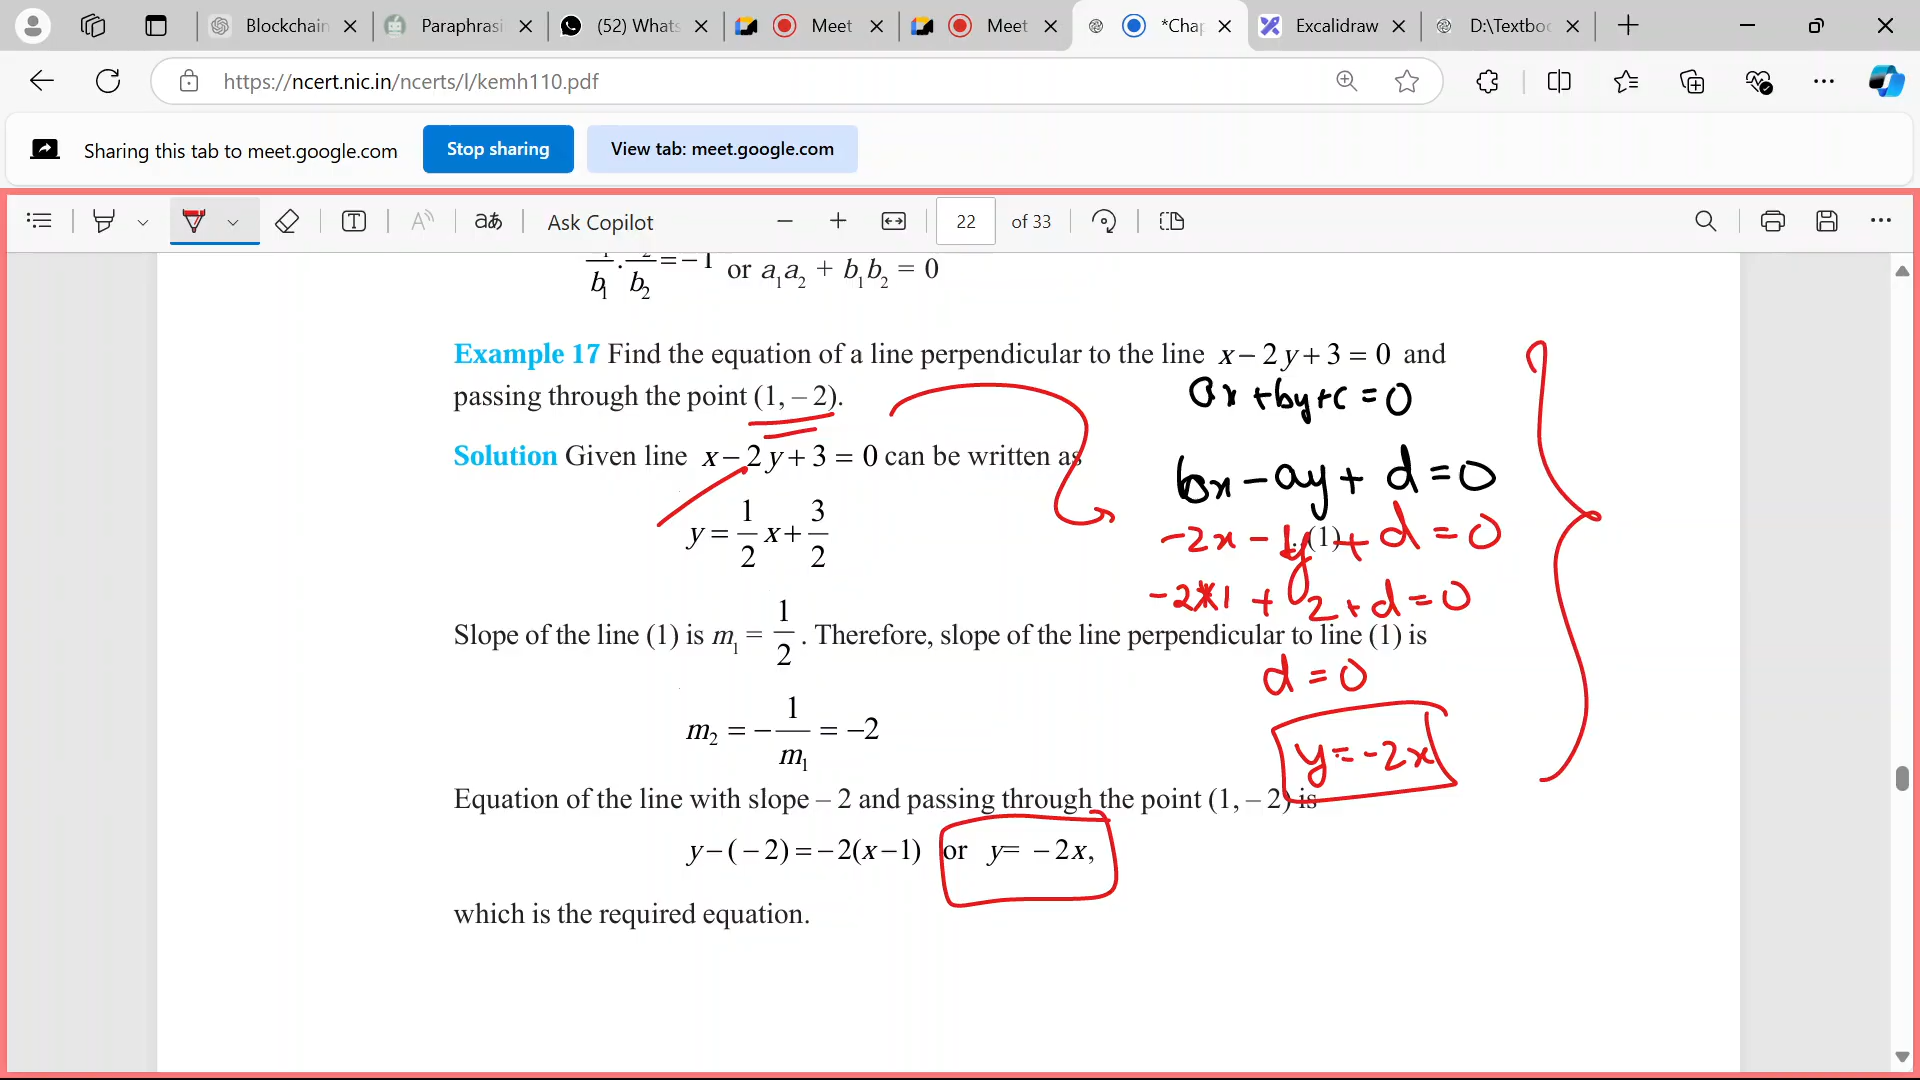 Blockchain
Paraphrasi
(52) Whats
Meet
Meet
*Chap
Excalidraw
D:\Textboo
https://ncert.nic.in/ncerts/l/kemh110.pdf
Sharing this tab to meet.google.com
Stop sharing
View tab: meet.google.com
aあ
Ask Copilot
22 of 33
b₁ . b₂ = − 1 or a₁a₂ + b₁b₂ = 0
Example 17 Find the equation of a line perpendicular to the line x − 2y + 3 = 0 and
passing through the point (1, – 2).
ax + by + c = 0
Solution Given line x − 2y + 3 = 0 can be written as
bx − ay + d = 0
y = 1/2 x + 3/2
... (1)
-2x - 1y + d = 0
-2*1 + 2 + d = 0
Slope of the line (1) is m₁ = 1/2. Therefore, slope of the line perpendicular to line (1) is
d = 0
m₂ = − 1/m₁ = −2
y = -2x
Equation of the line with slope – 2 and passing through the point (1, – 2) is
y − (− 2) = −2(x − 1) or y = − 2x,
which is the required equation.